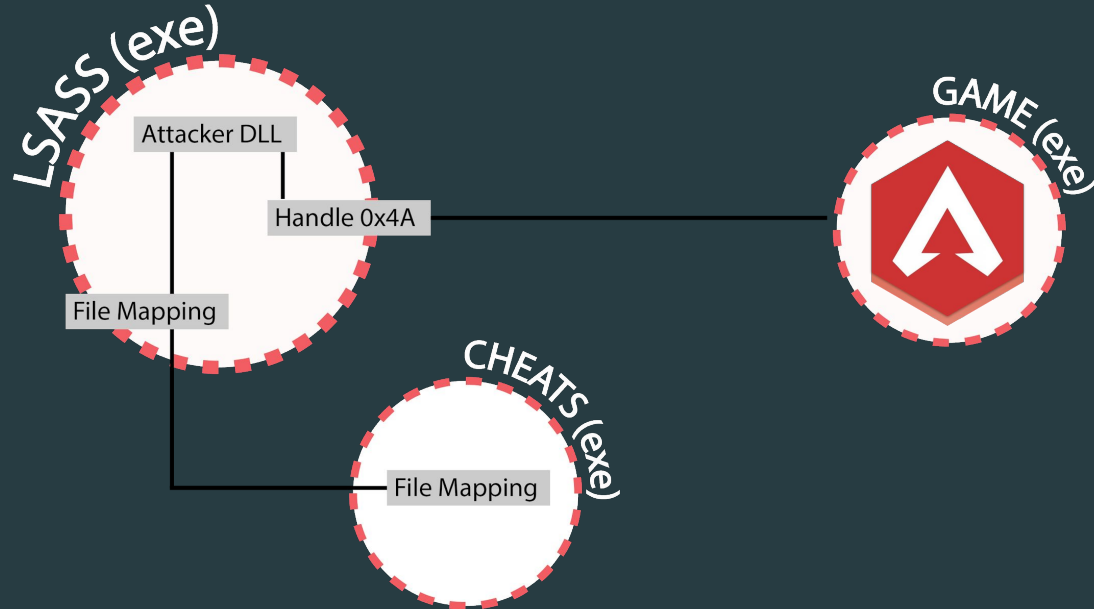 LSASS (exe)
Attacker DLL
Handle 0x4A
File Mapping
GAME (exe)
CHEATS (exe)
File Mapping